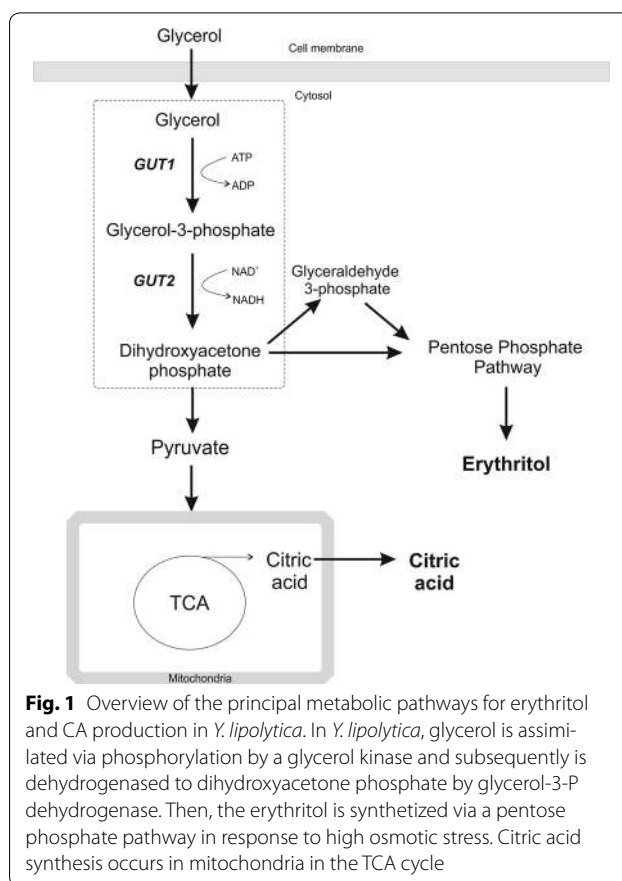 Glycerol
Cell membrane
Cytosol
Glycerol
GUT1
ATP
ADP
Glycerol-3-phosphate
GUT2
NAD⁺
NADH
Glyceraldehyde
3-phosphate
Dihydroxyacetone
phosphate
Pentose Phosphate
Pathway
Pyruvate
Erythritol
Citric
acid
Citric
acid
TCA
Mitochondria
Fig. 1 Overview of the principal metabolic pathways for erythritol
and CA production in Y. lipolytica. In Y. lipolytica, glycerol is assimi-
lated via phosphorylation by a glycerol kinase and subsequently is
dehydrogenased to dihydroxyacetone phosphate by glycerol-3-P
dehydrogenase. Then, the erythritol is synthetized via a pentose
phosphate pathway in response to high osmotic stress. Citric acid
synthesis occurs in mitochondria in the TCA cycle